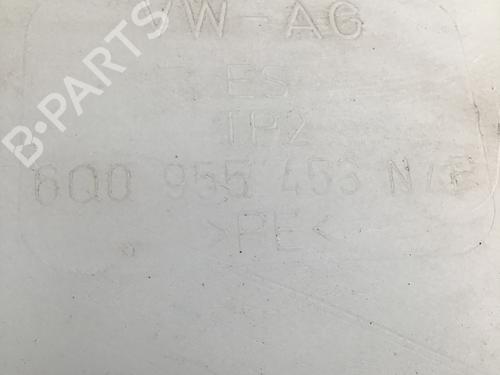 B-PARTS
VW-AG
ES
TP2
6Q0 955 453 N/P
>PE<